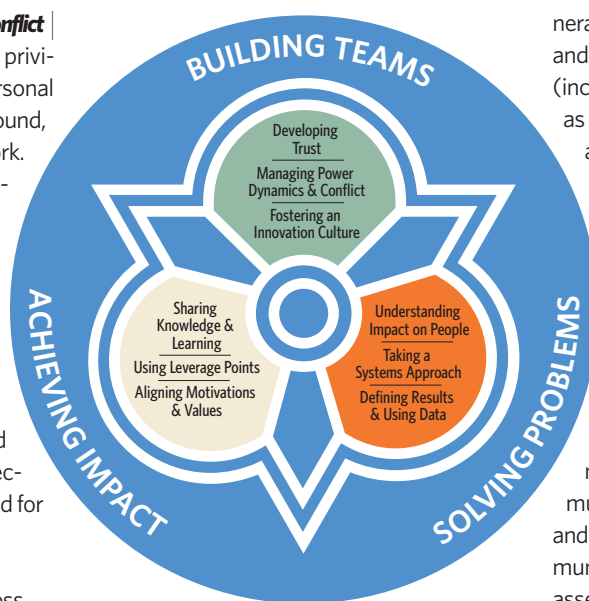 onflict
privi-
rsonal
ound,
rk.
-
d
ec-
d for
BUILDING TEAMS
Developing
Trust
Managing Power
Dynamics & Conflict
Fostering an
Innovation Culture
ACHIEVING IMPACT
Sharing
Knowledge &
Learning
Using Leverage Points
Aligning Motivations
& Values
SOLVING PROBLEMS
Understanding
Impact on People
Taking a
Systems Approach
Defining Results
& Using Data
nera
and
(inc
as
a
mu
and
mun